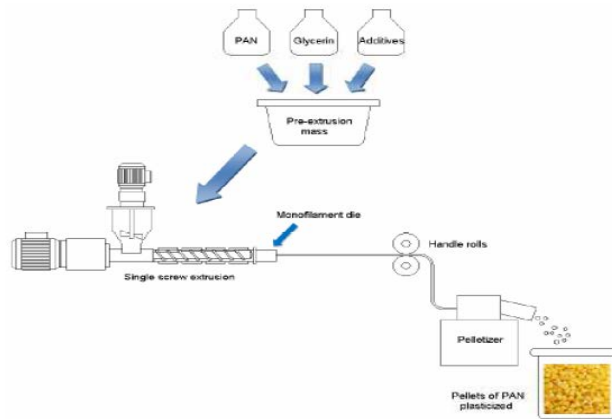 PAN
Glycerin
Additives
Pre-extrusion
mass
Monofilament die
Handle rolls
Single screw extrusion
Pelletizer
Pellets of PAN
plasticized